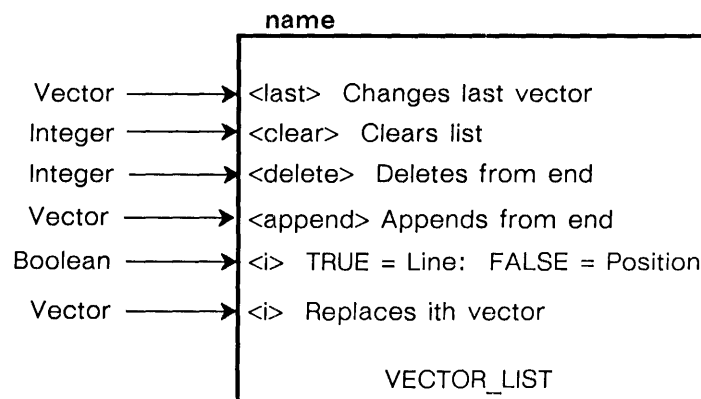 name
Vector <last> Changes last vector
Integer <clear> Clears list
Integer <delete> Deletes from end
Vector <append> Appends from end
Boolean <i> TRUE = Line: FALSE = Position
Vector <i> Replaces ith vector
VECTOR_LIST